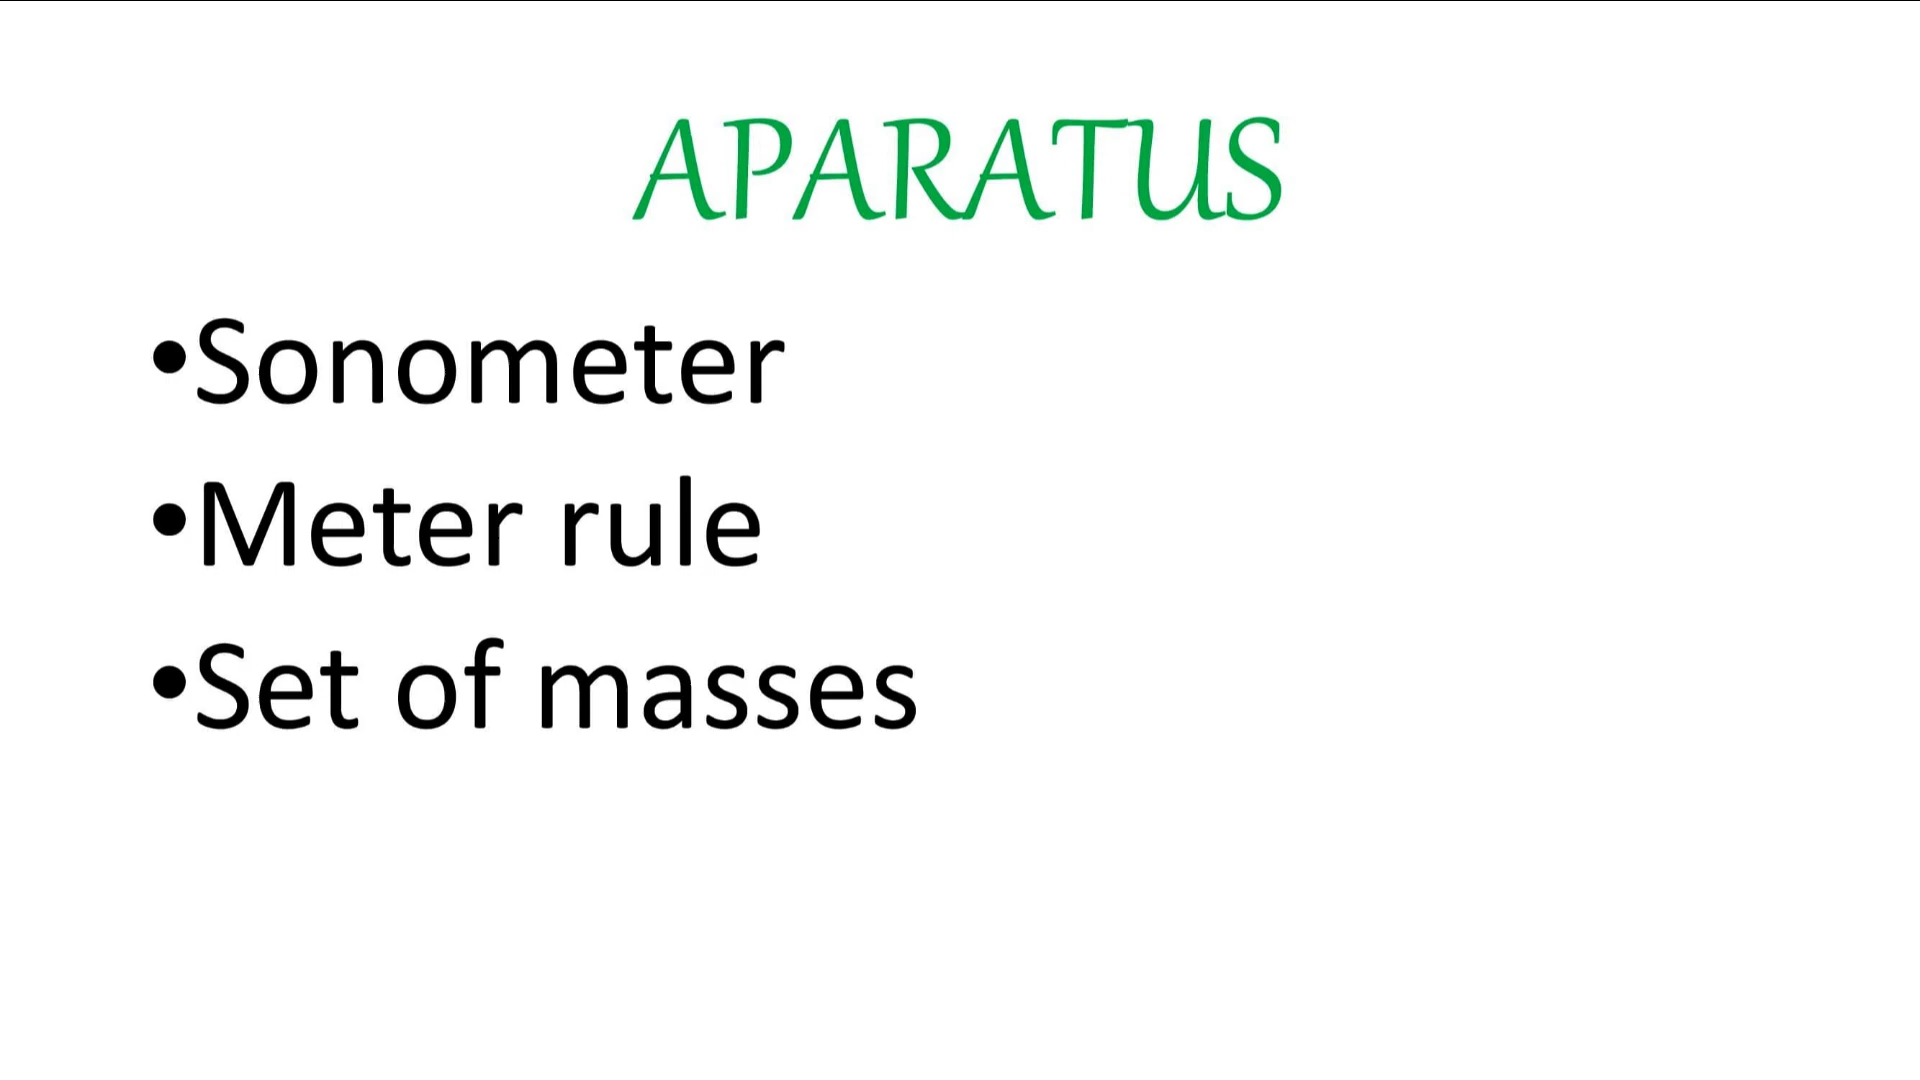 APARATUS
•Sonometer
•Meter rule
•Set of masses